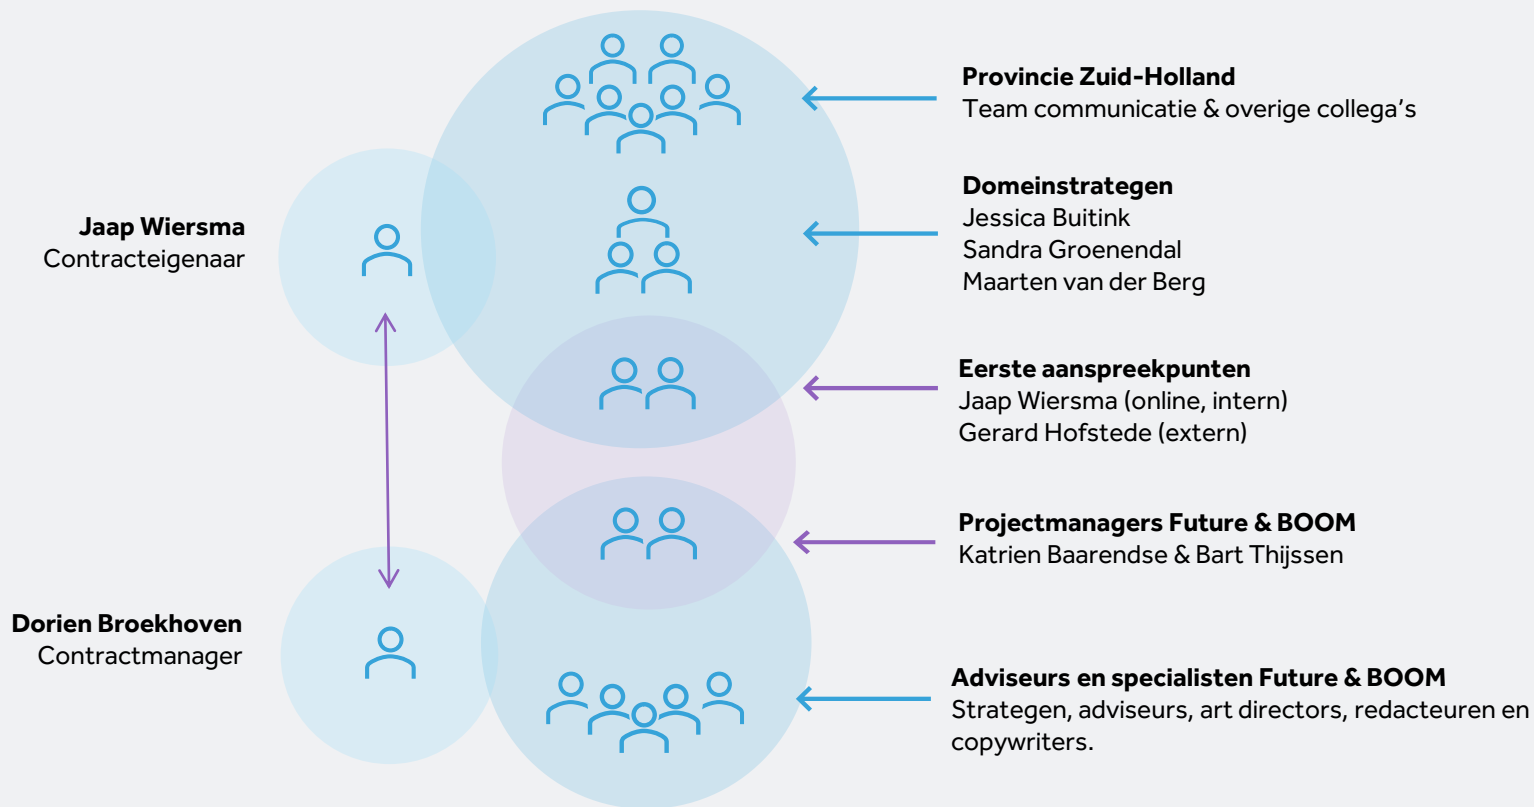 Provincie Zuid-Holland
Team communicatie & overige collega's
Domeinstrategen
Jessica Buitink
Sandra Groenendal
Maarten van der Berg
Jaap Wiersma
Contracteigenaar
Eerste aanspreekpunten
Jaap Wiersma (online, intern)
Gerard Hofstede (extern)
Projectmanagers Future & BOOM
Katrien Baarendse & Bart Thijssen
Dorien Broekhoven
Contractmanager
Adviseurs en specialisten Future & BOOM
Strategen, adviseurs, art directors, redacteuren en
copywriters.